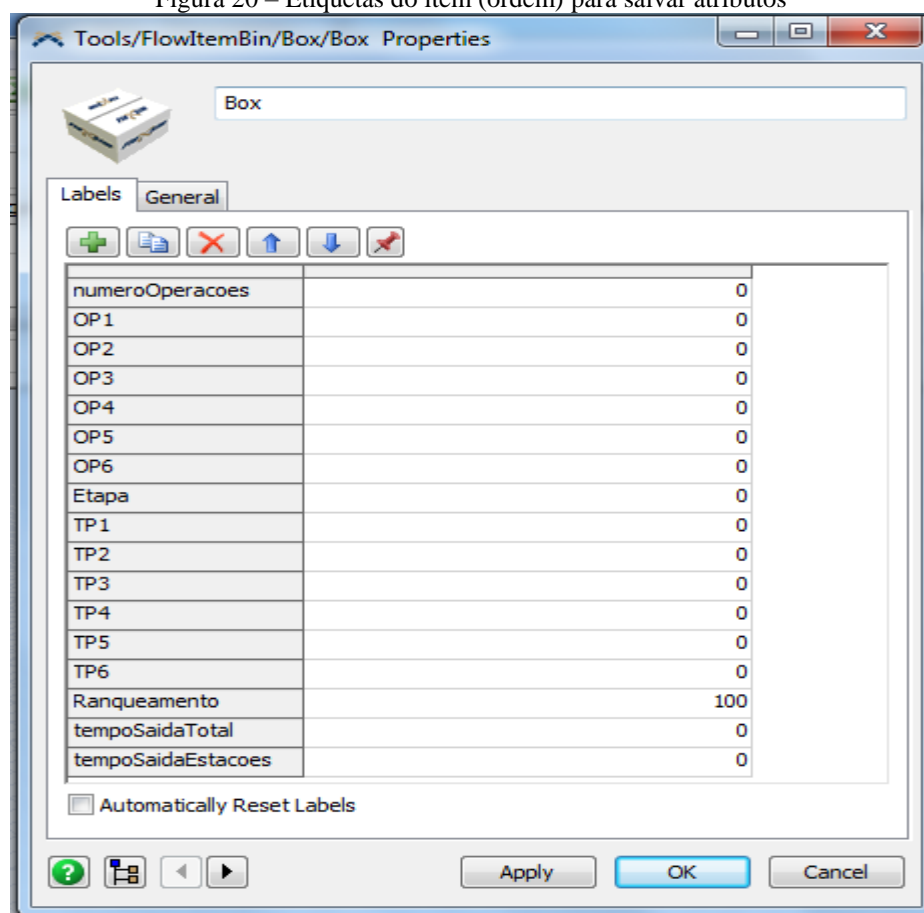 Figura 20 – Etiquetas do item (ordem) para salvar atributos
Tools/FlowItemBin/Box/Box Properties
Box
Labels General
numeroOperacoes 0
OP1 0
OP2 0
OP3 0
OP4 0
OP5 0
OP6 0
Etapa 0
TP1 0
TP2 0
TP3 0
TP4 0
TP5 0
TP6 0
Ranqueamento 100
tempoSaidaTotal 0
tempoSaidaEstacoes 0
Automatically Reset Labels
Apply OK Cancel